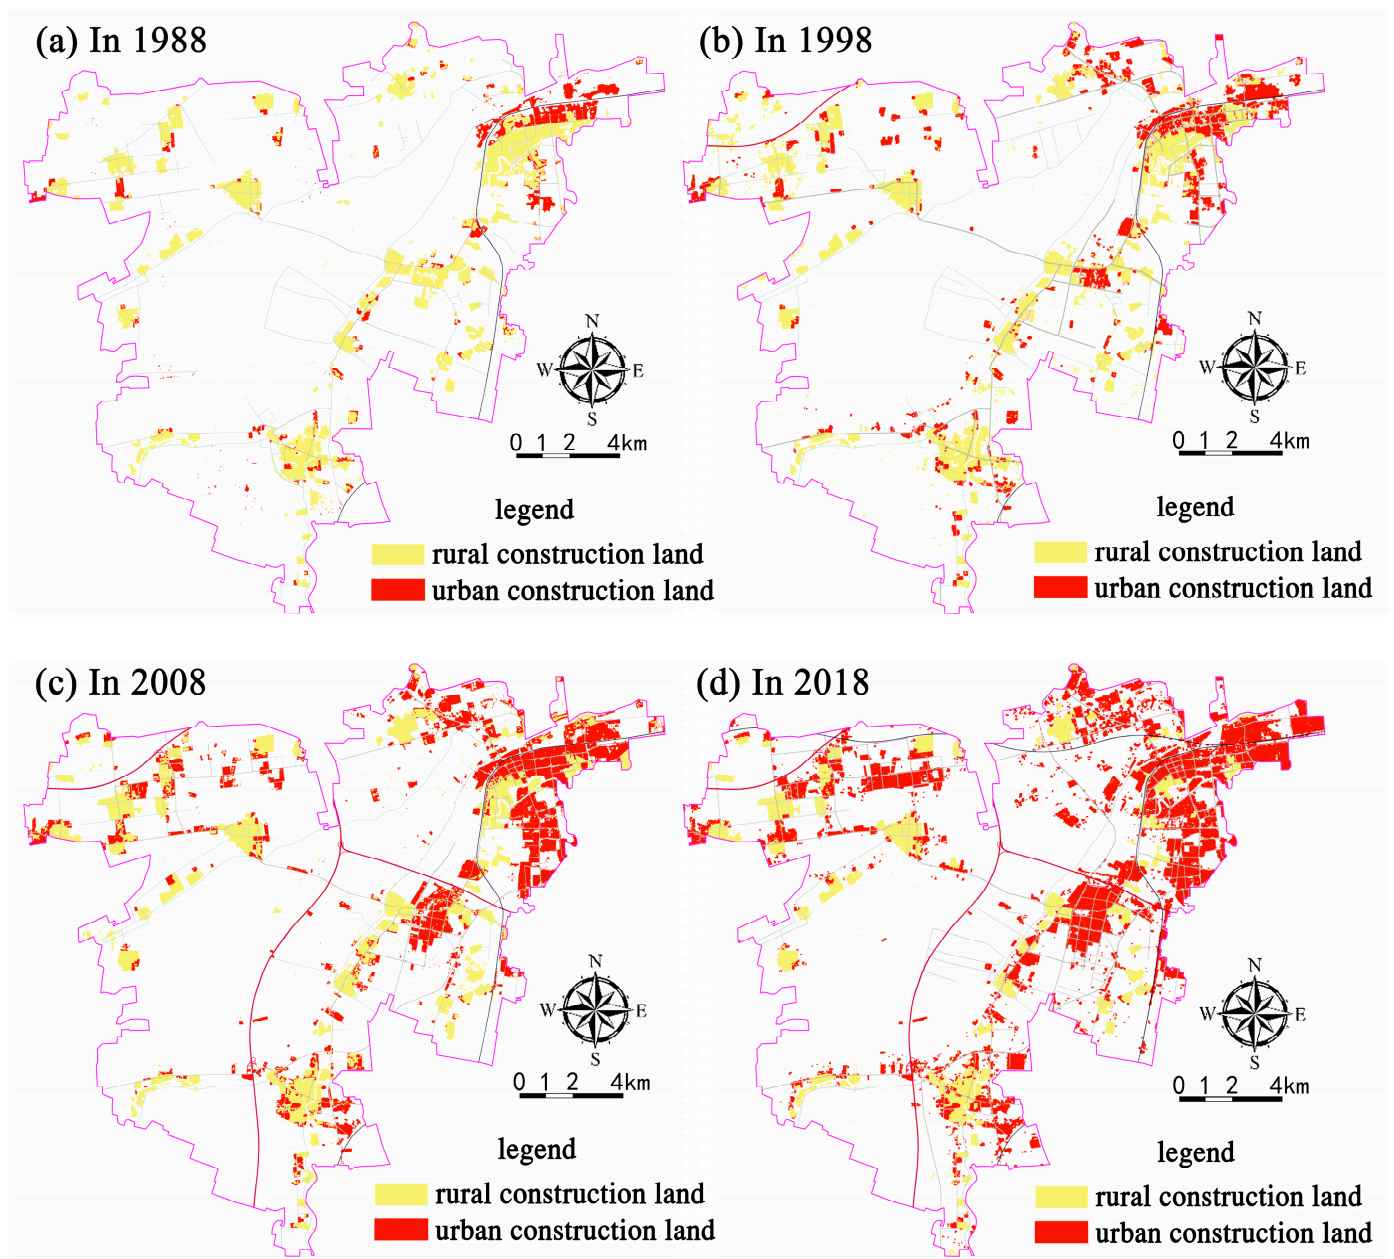 (a) In 1988
N
W E
S
0 1 2 4km
legend
rural construction land
urban construction land
(b) In 1998
N
W E
S
0 1 2 4km
legend
rural construction land
urban construction land
(c) In 2008
N
W E
S
0 1 2 4km
legend
rural construction land
urban construction land
(d) In 2018
N
W E
S
0 1 2 4km
legend
rural construction land
urban construction land